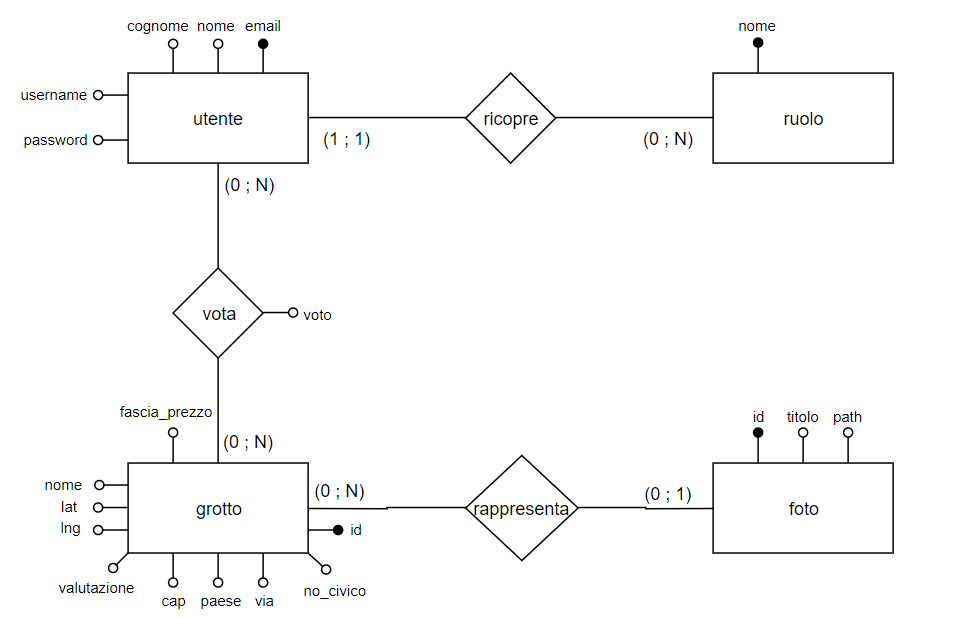 cognome nome email
nome
username
utente
ricopre
ruolo
password
(1 ; 1)
(0 ; N)
(0 ; N)
vota
voto
fascia_prezzo
id titolo path
(0 ; N)
nome
(0 ; N)
(0 ; 1)
lat
grotto
rappresenta
foto
lng
id
valutazione
no_civico
cap paese via